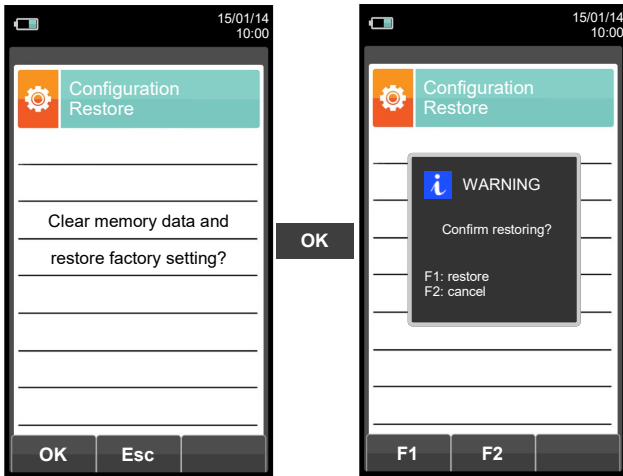 15/01/14
10:00
Configuration
Restore
Clear memory data and
restore factory setting?
OK Esc
OK
15/01/14
10:00
Configuration
Restore
i WARNING
Confirm restoring?
F1: restore
F2: cancel
F1 F2